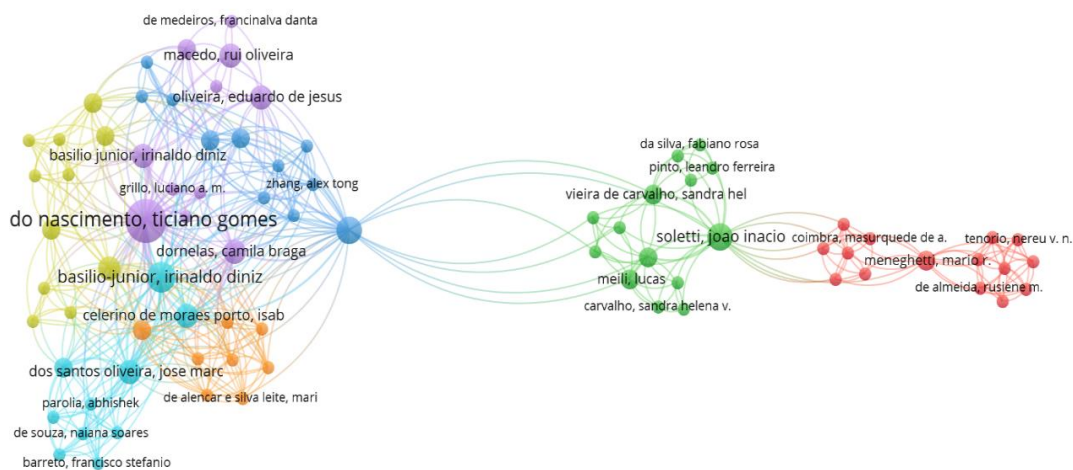 de medeiros, francinalva danta
macedo, rui oliveira
oliveira, eduardo de jesus
basilio junior, irinaldo diniz
grillo, luciano a. m.
zhang, alex tong
do nascimento, ticiano gomes
dornelas, camila braga
basilio-junior, irinaldo diniz
celerino de moraes porto, isab
dos santos oliveira, jose marc
de alencar e silva leite, mari
parolia, abhishek
de souza, naiana soares
barreto, francisco stefanio
da silva, fabiano rosa
pinto, leandro ferreira
vieira de carvalho, sandra hel
soletti, joao inacio
meili, lucas
carvalho, sandra helena v.
coimbra, masurquede de a.
tenorio, nereu v. n.
meneghetti, mario r.
de almeida, rusiene m.